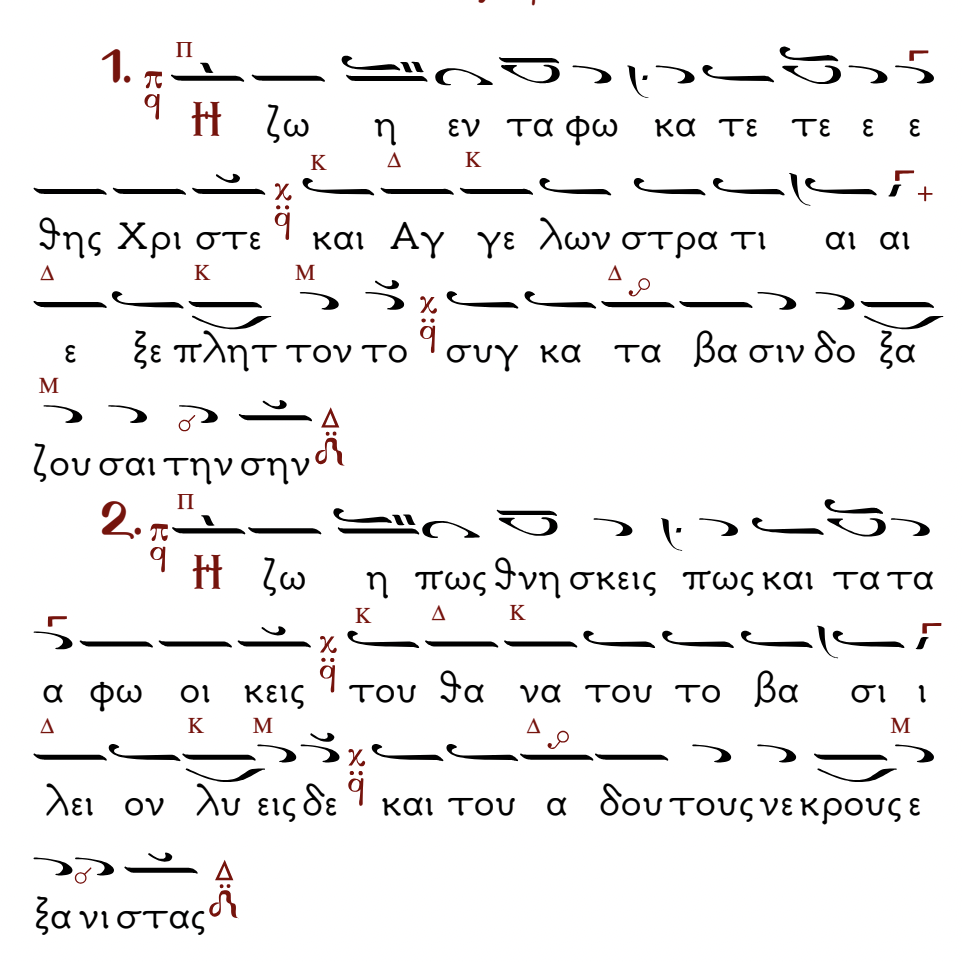 Π
1. π q Η ζω η εν τα φω κα τε τε ε ε
Κ Δ Κ
ϑης Χρι στε χ q και Αγ γε λων στρα τι αι αι
Δ Κ Μ Δ
ε ξε πλητ τον το χ q συγ κα τα βα σιν δο ξα
Μ
ζου σαι την σην Δ
Π
2. π q Η ζω η πως ϑνη σκεις πως και τα τα
Κ Δ Κ
α φω οι κεις χ q του ϑα να του το βα σι ι
Δ Κ Μ Δ Μ
λει ον λυ εις δε χ q και του α δου τους νε κρους ε
ξα νι στας Δ